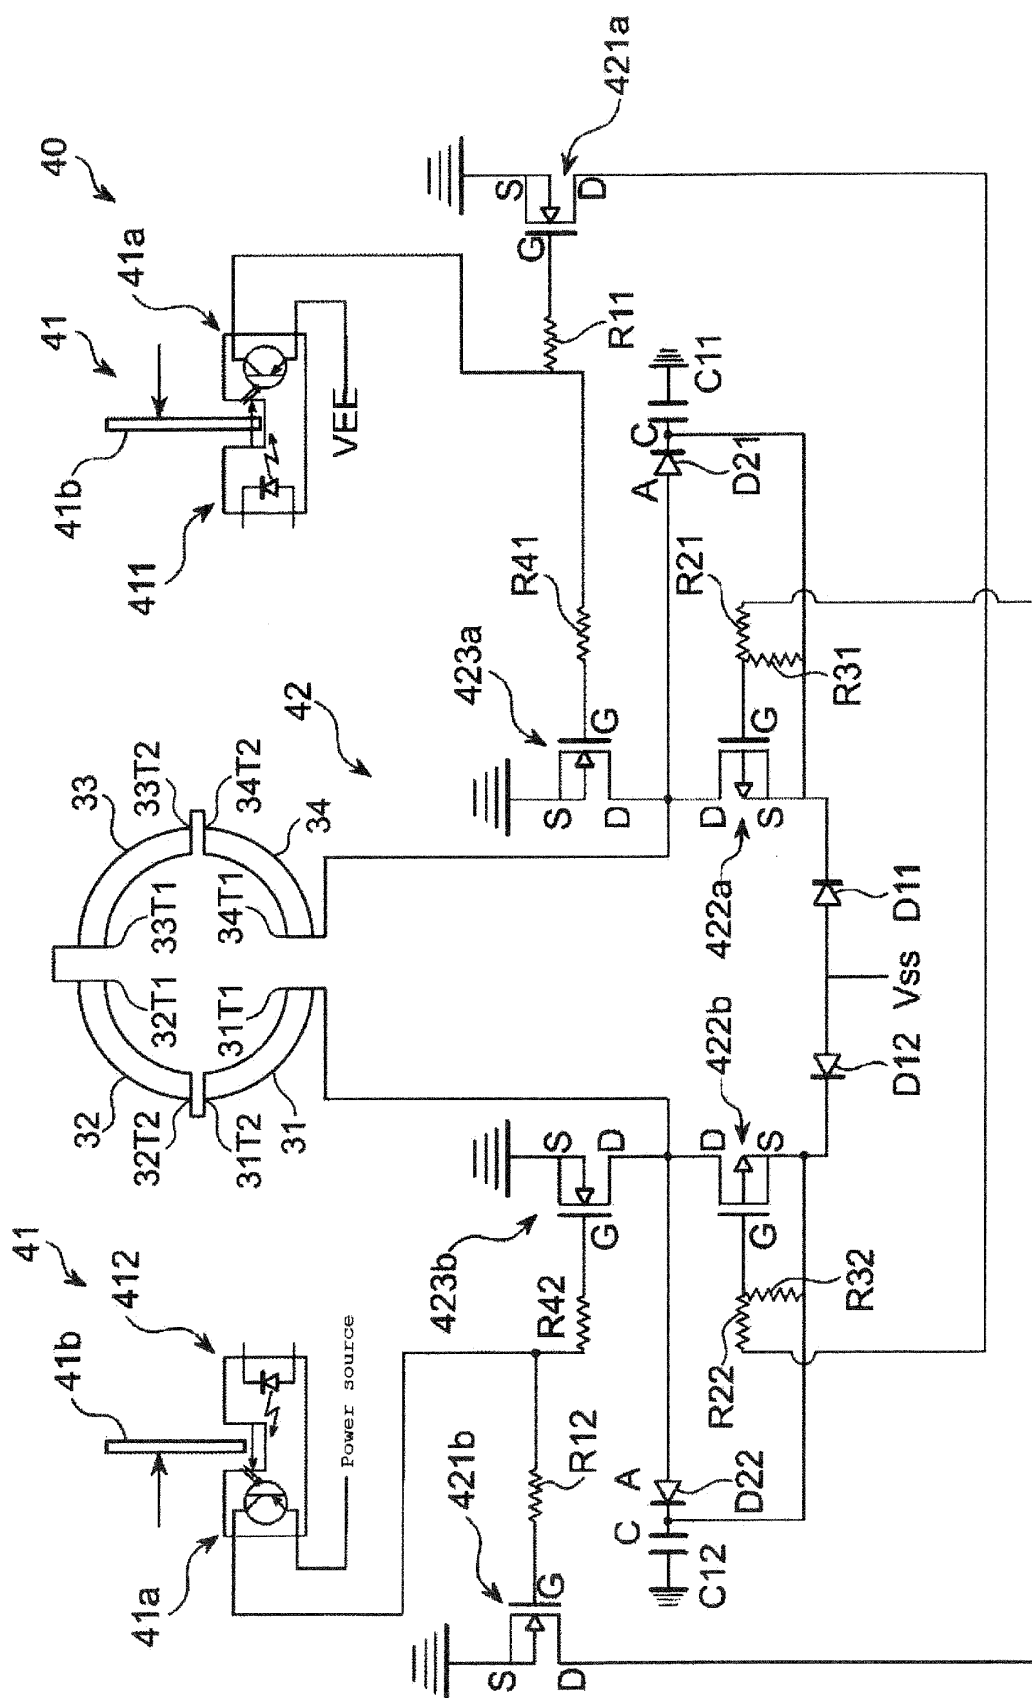 40
41
41a
41b
411
VEE
421a
S
D
G
R11
C11
C
A
D21
R41
423a
G
S
D
R21
R31
G
D
S
422a
D11
Vss
42
33
33T2
34T2
34
33T1
34T1
32T1
31T1
32
32T2
31T2
31
D12
422b
D
S
G
R32
R22
S
D
G
423b
R42
41
412
41b
41a
Power source
421b
R12
G
S
D
A
C
D22
C12